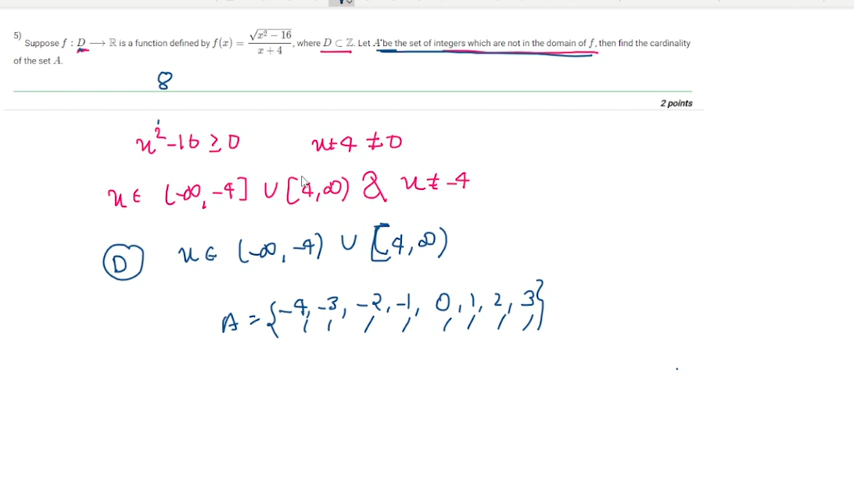 5) Suppose f : D ⟶ ℝ is a function defined by f(x) = √(x² − 16) / (x + 4), where D ⊂ ℤ. Let A be the set of integers which are not in the domain of f, then find the cardinality
of the set A.
8
2 points
x² - 16 ≥ 0 x + 4 ≠ 0
x ∈ (-∞, -4] ∪ [4, ∞) & x ≠ -4
D x ∈ (-∞, -4) ∪ [4, ∞)
A = {-4, -3, -2, -1, 0, 1, 2, 3}